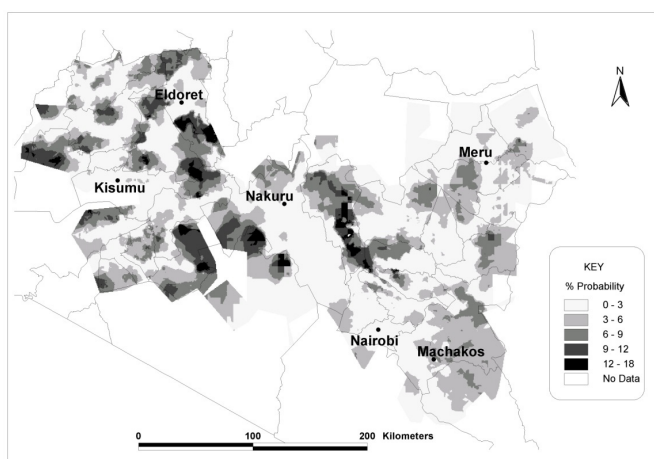 N
Eldoret
Meru
Kisumu
Nakuru
KEY
% Probability
0 - 3
3 - 6
6 - 9
9 - 12
12 - 18
No Data
Nairobi
Machakos
0 100 200 Kilometers